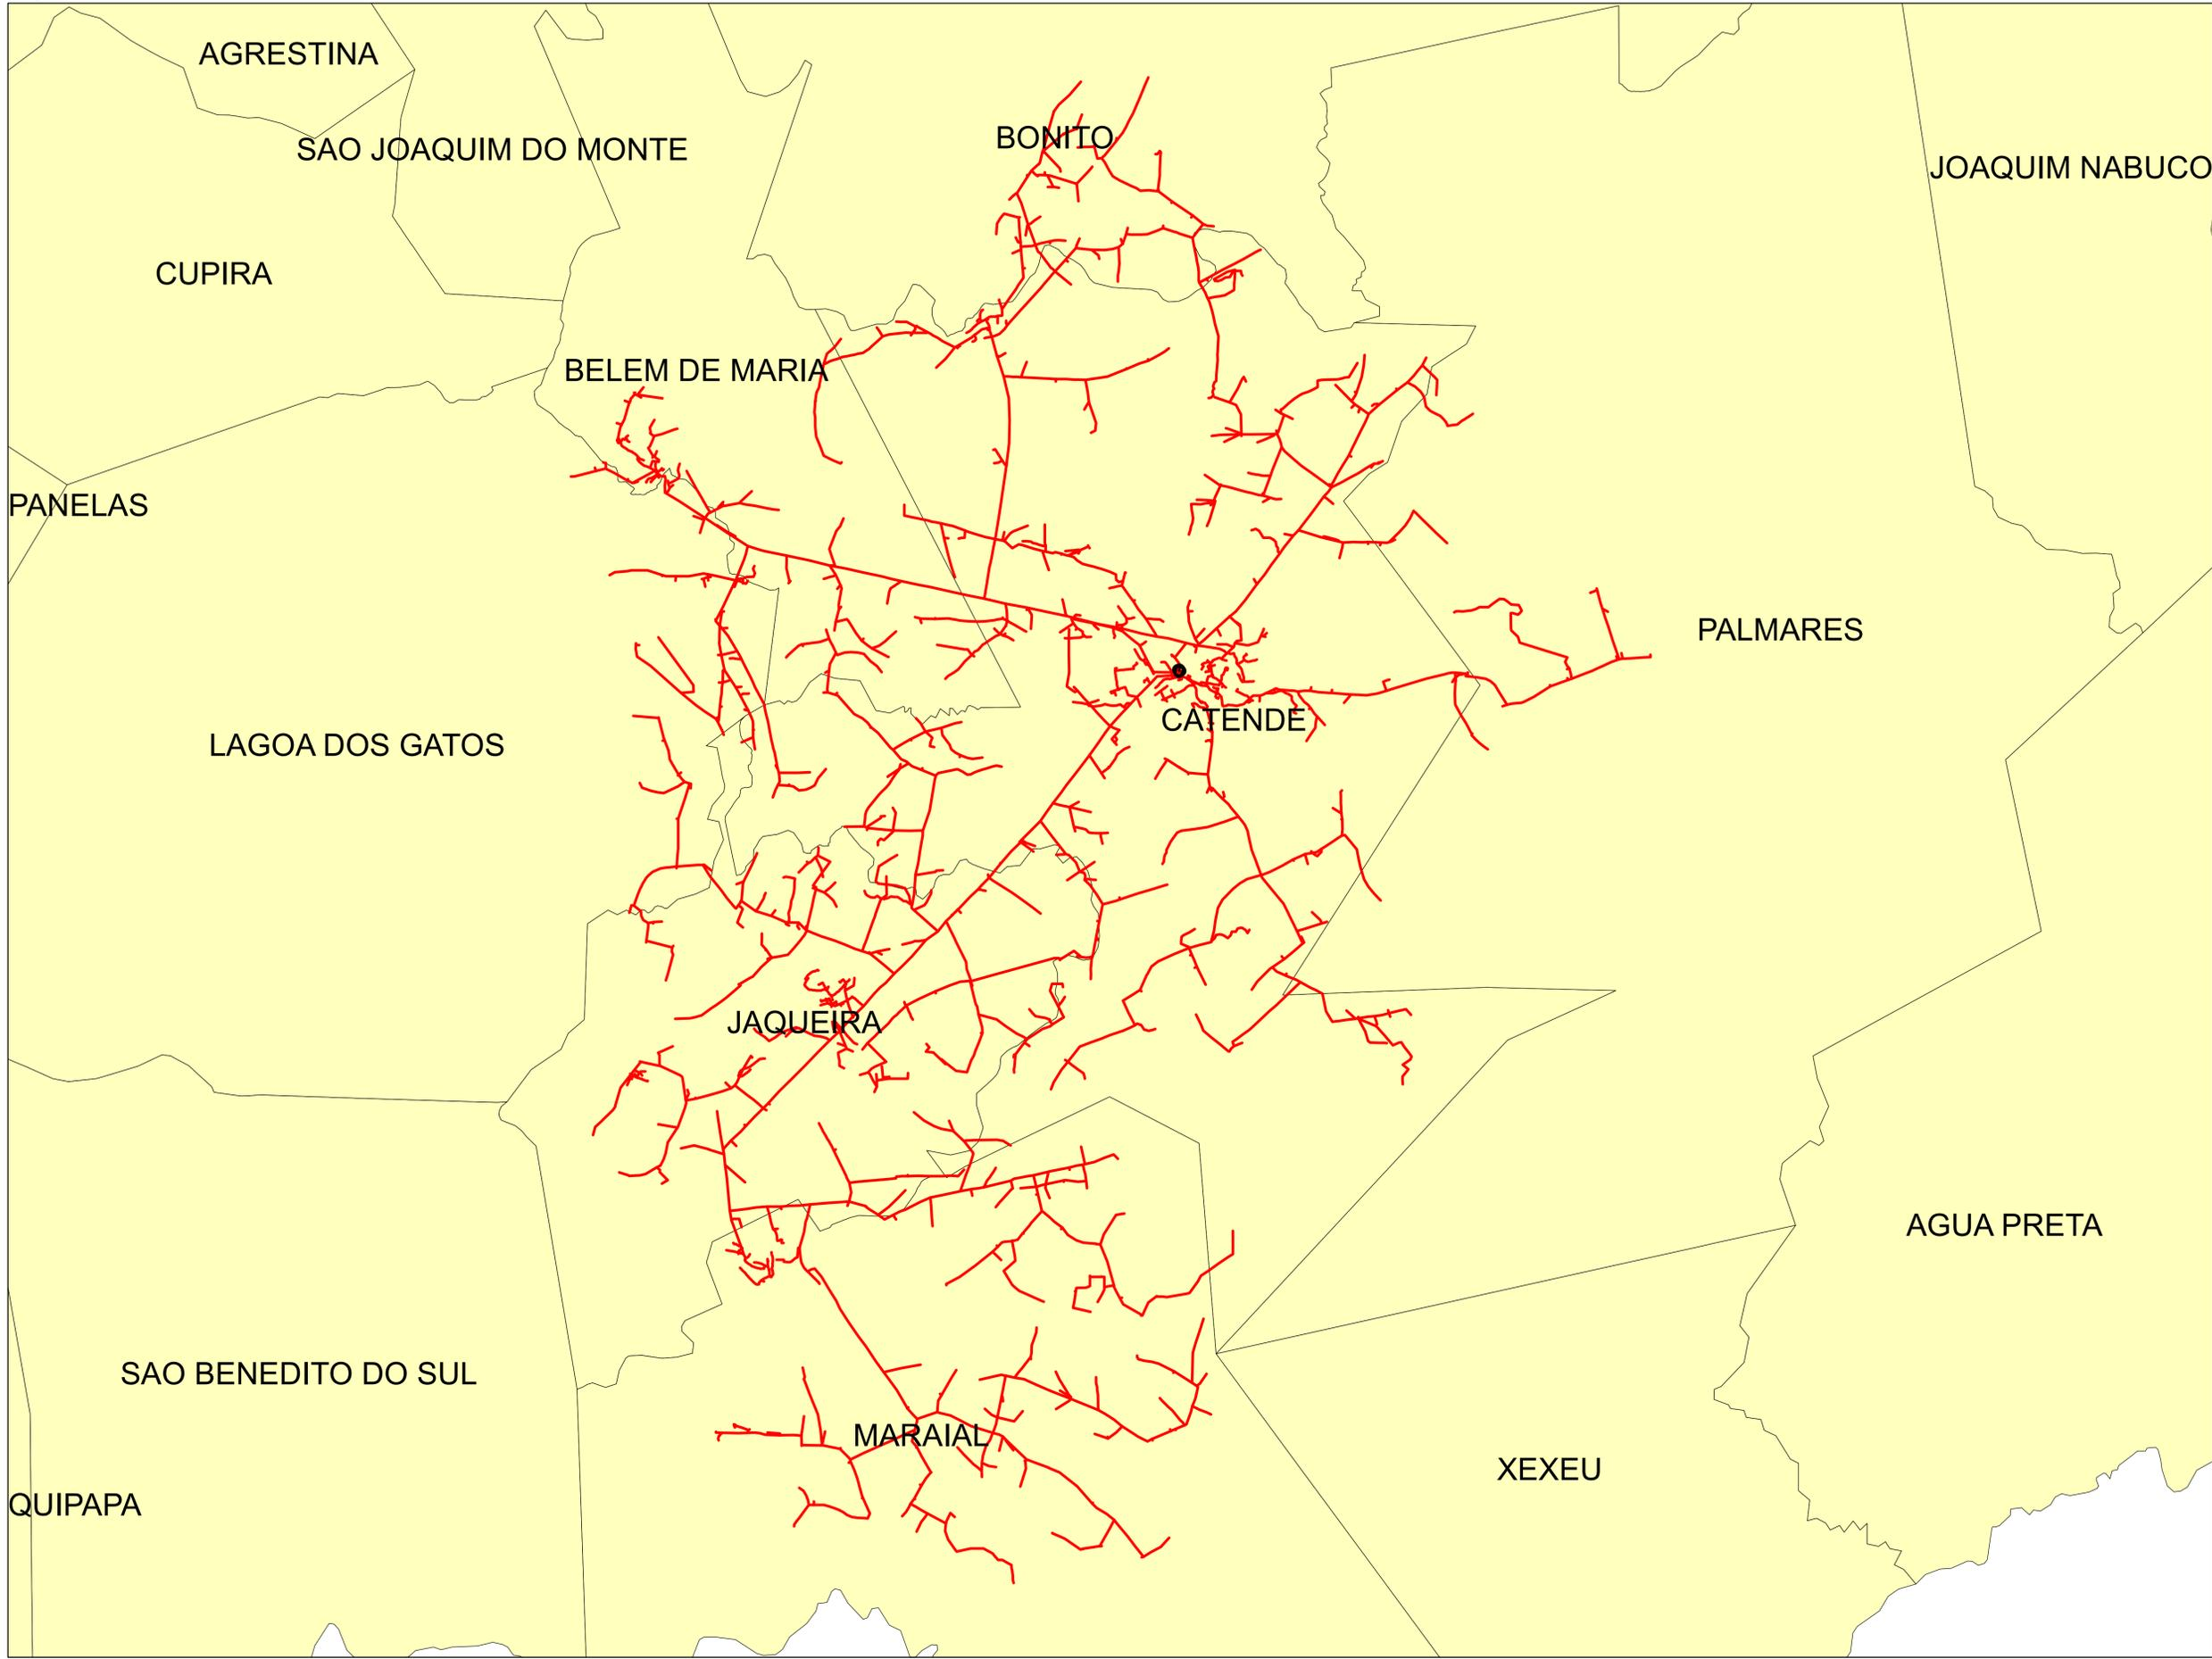 AGRESTINA
BONITO
SAO JOAQUIM DO MONTE
JOAQUIM NABUCO
CUPIRA
BELEM DE MARIA
PANELAS
PALMARES
CATENDE
LAGOA DOS GATOS
JAQUEIRA
AGUA PRETA
SAO BENEDITO DO SUL
MARAIAL
XEXEU
QUIPAPA